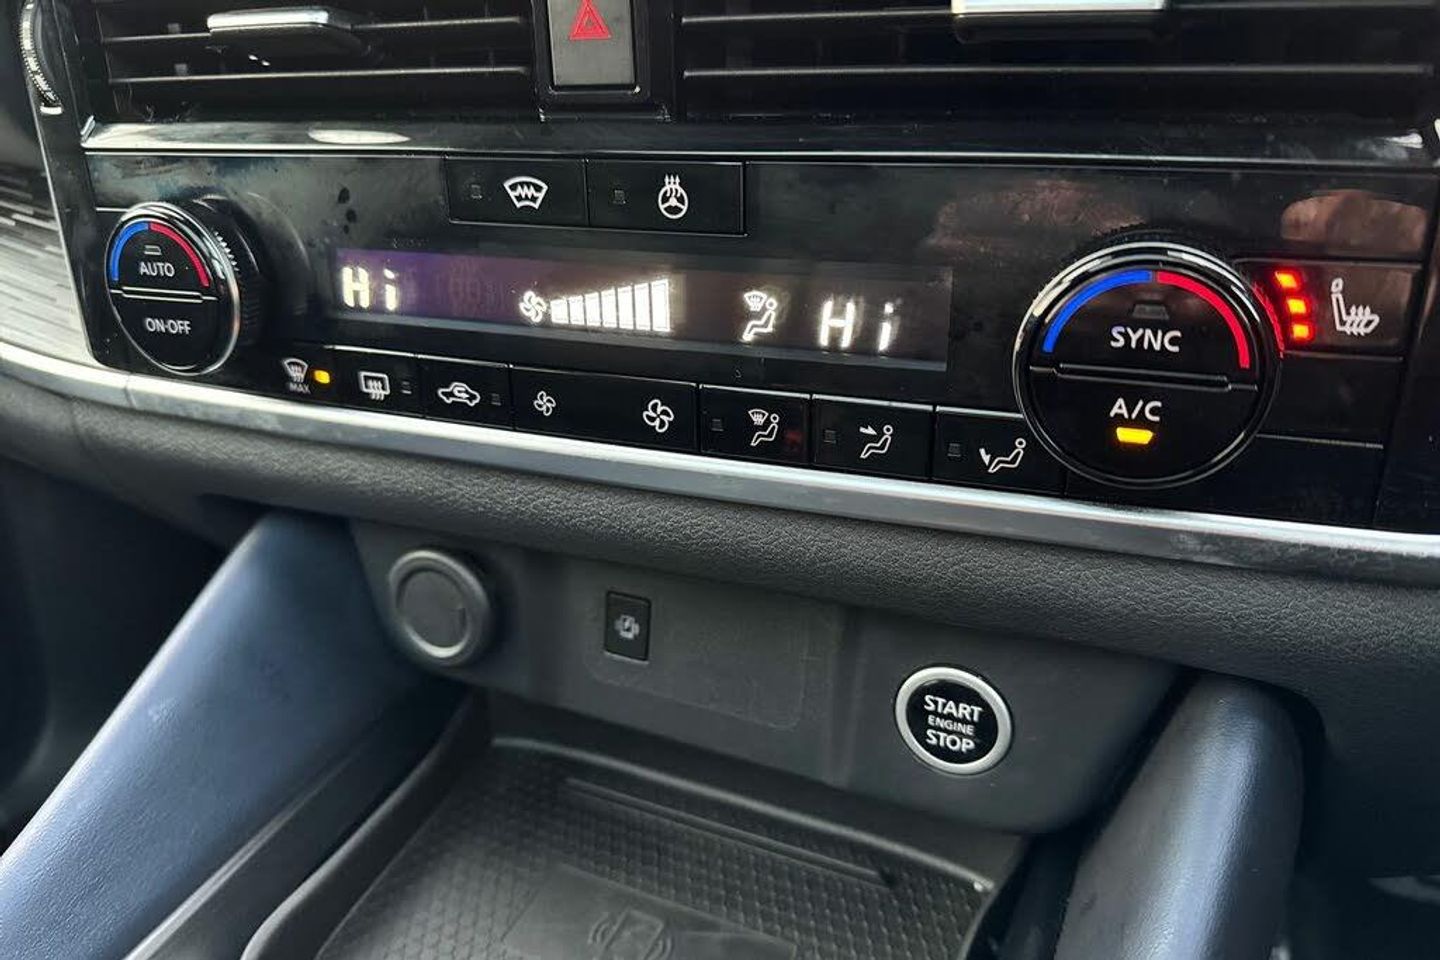 AUTO
ON·OFF
Hi
Hi
MAX
SYNC
A/C
START
ENGINE
STOP